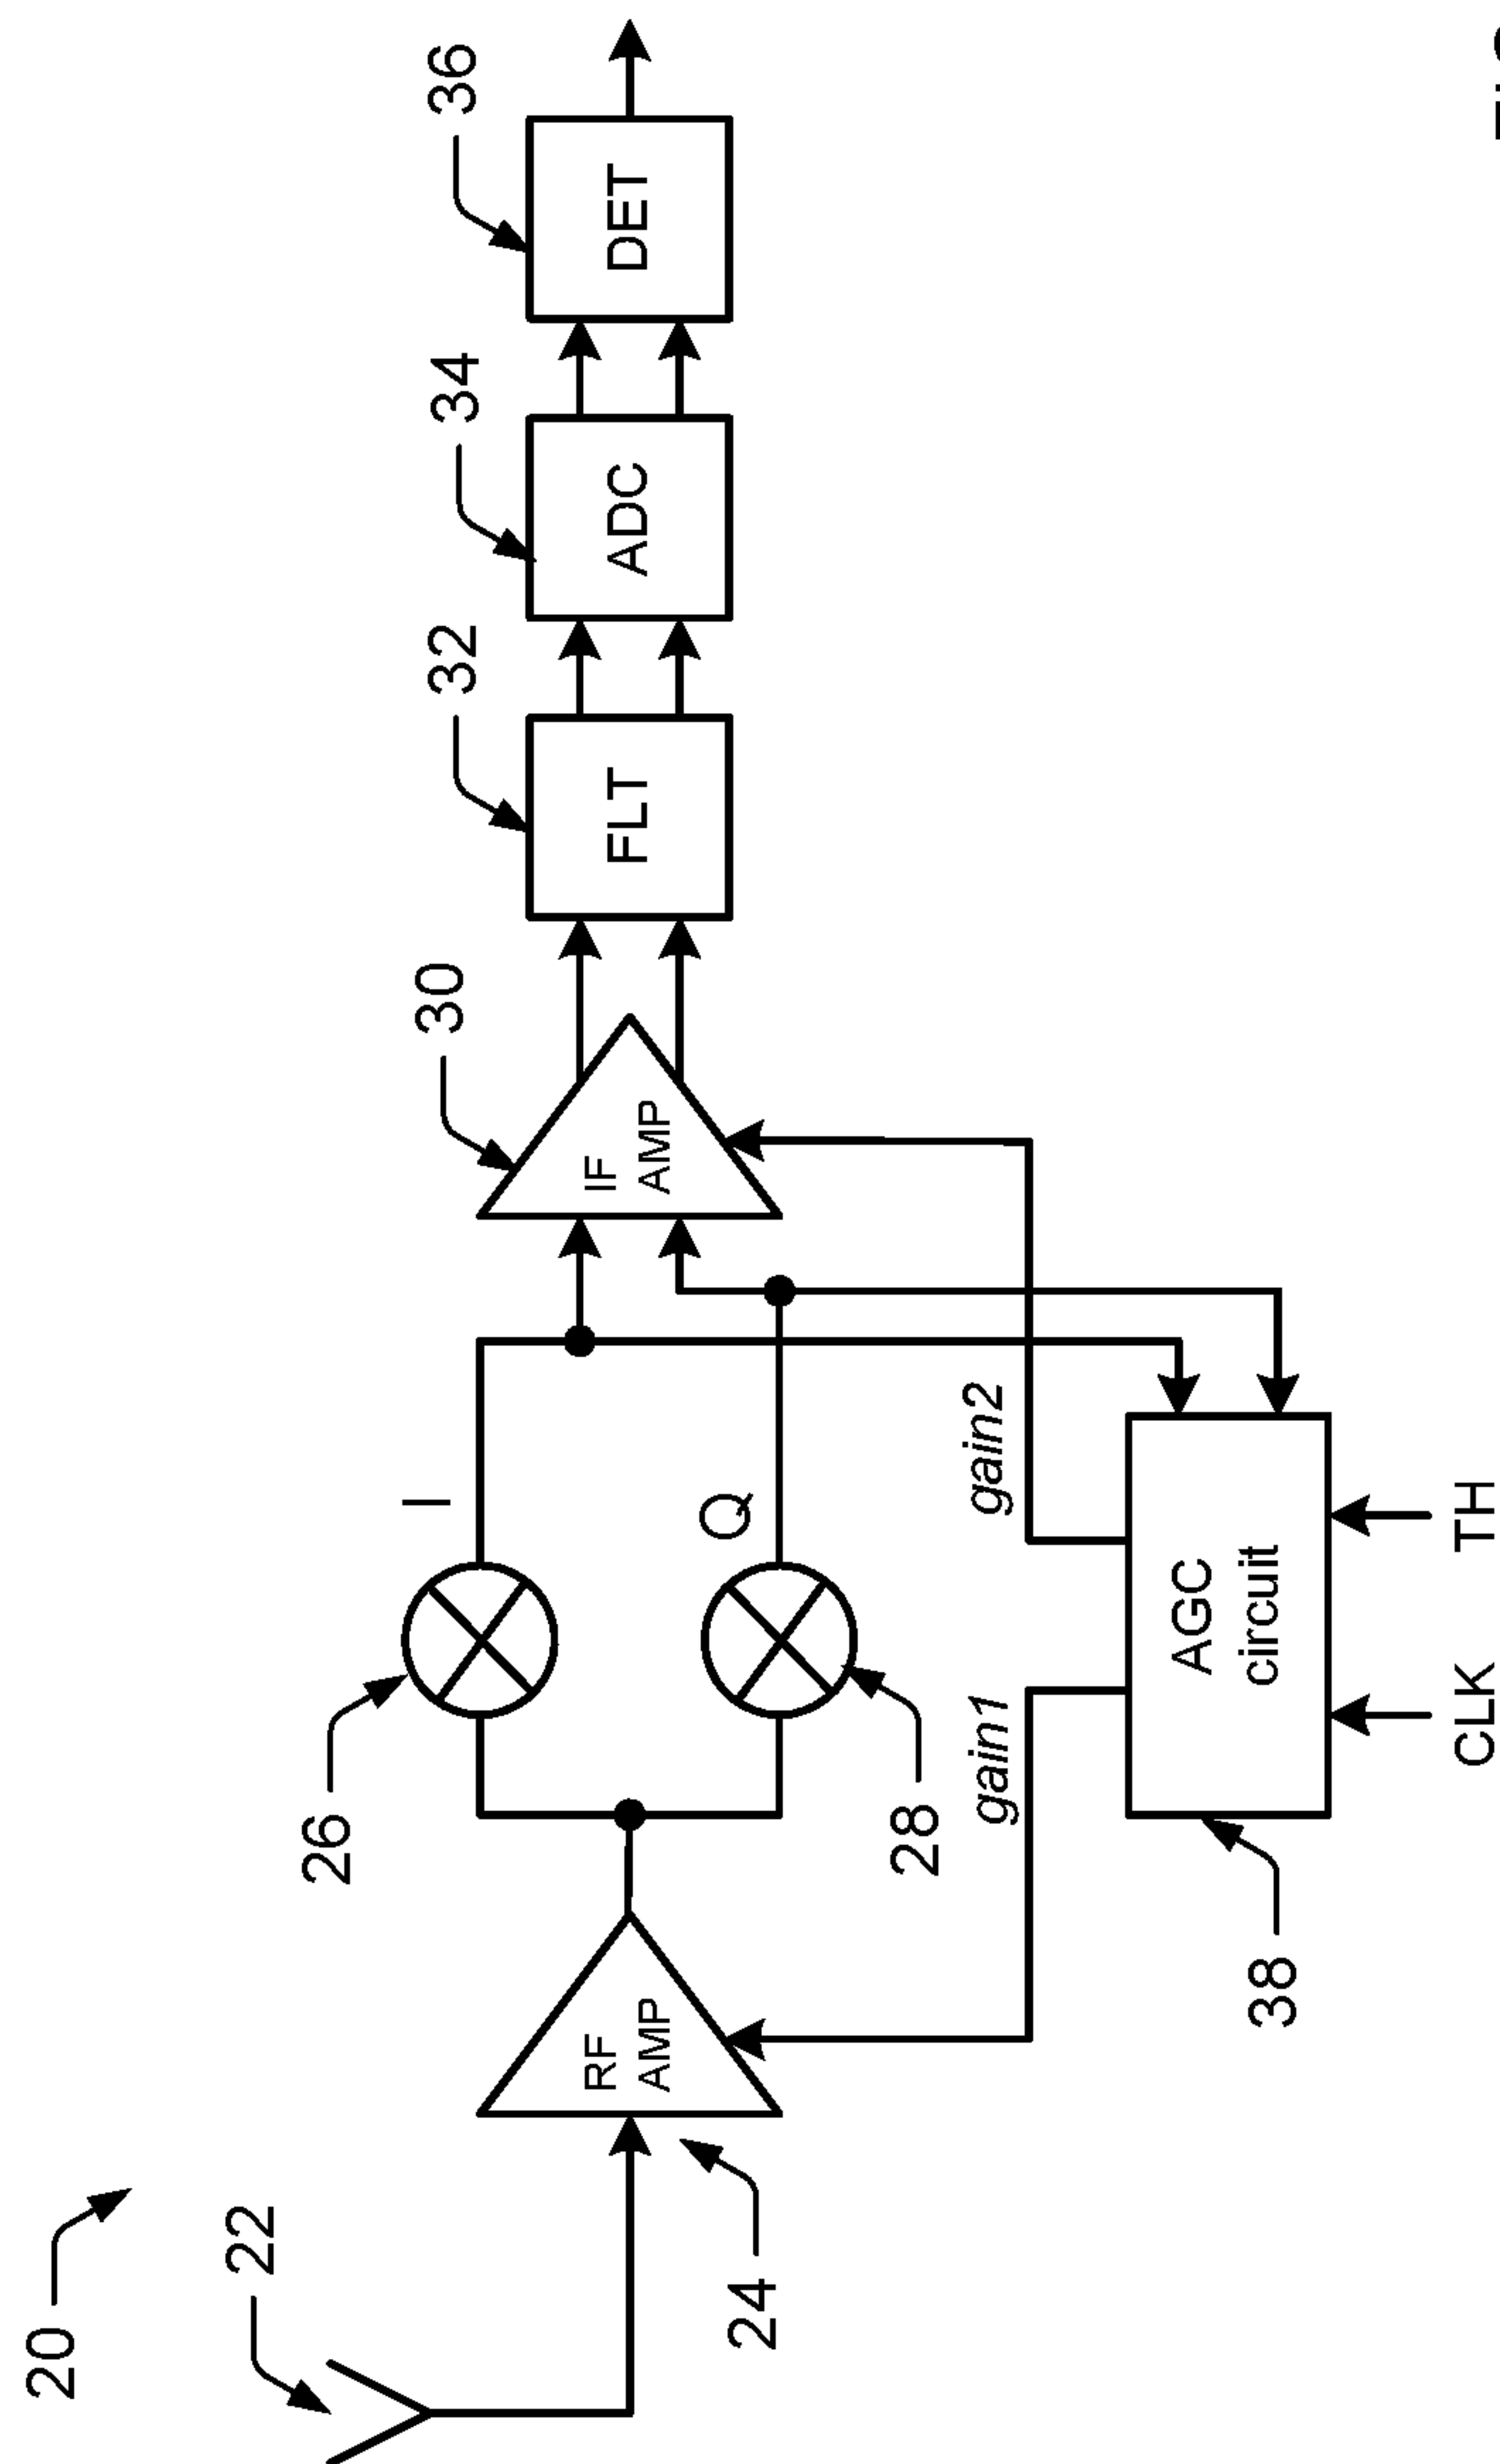 20
22
24
RF
AMP
26
I
28
Q
gain1
gain2
30
IF
AMP
32
FLT
34
ADC
36
DET
38
AGC
circuit
CLK
TH